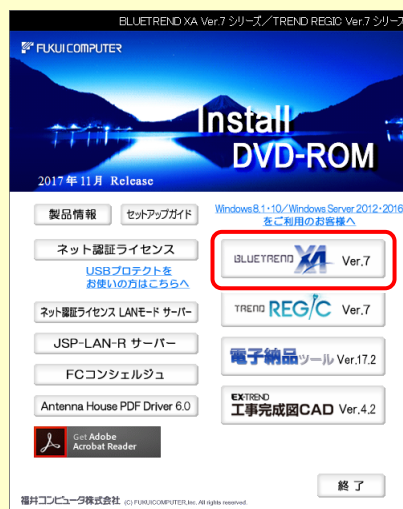 BLUETREND XA Ver.7 シリーズ/TREND REGIC Ver.7 シリーズ
FUKUI COMPUTER
Install
DVD-ROM
2017年11月 Release
製品情報
セットアップガイド
Windows8.1・10/Windows Server 2012・2016
をご利用のお客様へ
ネット認証ライセンス
USBプロテクトを
お使いの方はこちらへ
BLUETREND XA Ver.7
ネット認証ライセンス LANモード サーバー
TREND REGIC Ver.7
JSP-LAN-R サーバー
電子納品ツール Ver.17.2
FCコンシェルジュ
Antenna House PDF Driver 6.0
EX-TREND
工事完成図CAD Ver.4.2
Get Adobe
Acrobat Reader
終了
福井コンピュータ株式会社 (C) FUKUI COMPUTER,Inc. All rights reserved.